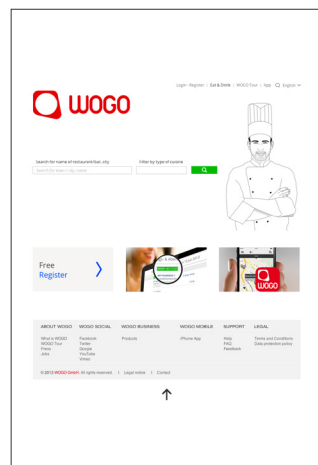 Login · Register | Eat & Drink | WOGO Tour | App English
WOGO
Search for name of restaurant/bar, city Filter by type of cuisine
Free
Register
WOGO
ABOUT WOGO WOGO SOCIAL WOGO BUSINESS WOGO MOBILE SUPPORT LEGAL
What is WOGO Facebook Products iPhone App Help Terms and Conditions
WOGO Tour Twitter FAQ Data protection policy
Press Google Feedback
Jobs YouTube
Vimeo
© 2013 WOGO GmbH. All rights reserved. | Legal notice | Contact